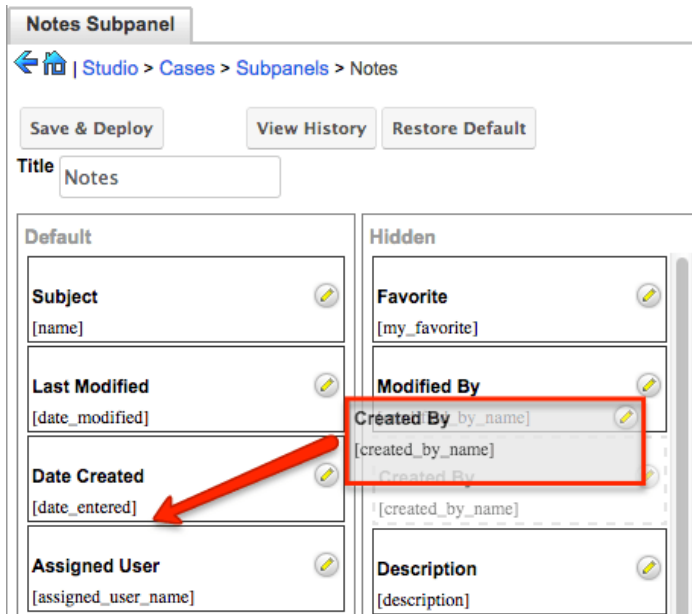 Notes Subpanel
| Studio > Cases > Subpanels > Notes
Save & Deploy
View History
Restore Default
Title
Notes
Default
Subject
[name]
Last Modified
[date_modified]
Date Created
[date_entered]
Assigned User
[assigned_user_name]
Hidden
Favorite
[my_favorite]
Modified By
[modified_by_name]
Created By
[created_by_name]
Created By
[created_by_name]
Description
[description]